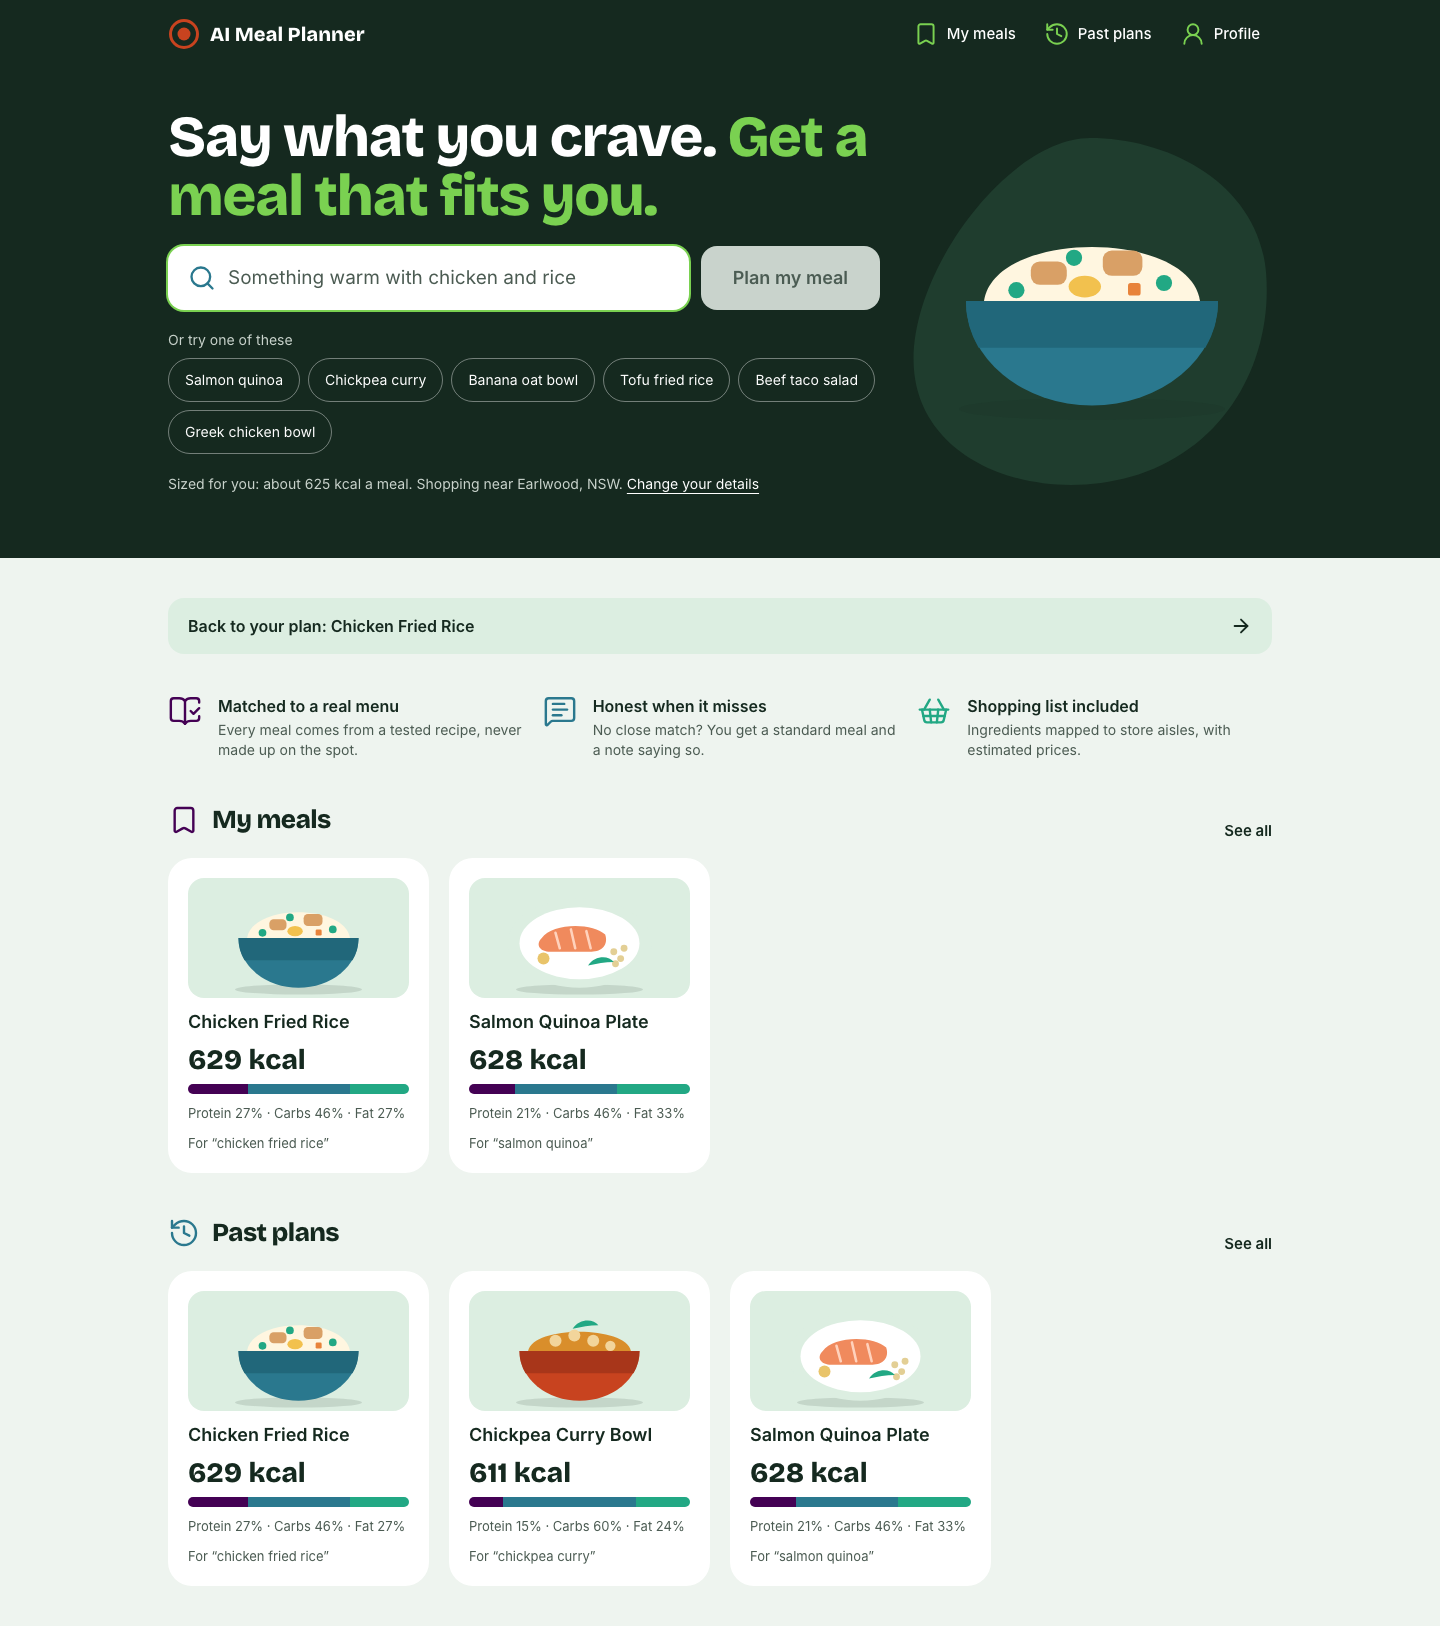 AI Meal Planner
My meals
Past plans
Profile
Say what you crave. Get a
meal that fits you.
Something warm with chicken and rice
Plan my meal
Or try one of these
Salmon quinoa
Chickpea curry
Banana oat bowl
Tofu fried rice
Beef taco salad
Greek chicken bowl
Sized for you: about 625 kcal a meal. Shopping near Earlwood, NSW. Change your details
Back to your plan: Chicken Fried Rice
Matched to a real menu
Every meal comes from a tested recipe, never
made up on the spot.
Honest when it misses
No close match? You get a standard meal and
a note saying so.
Shopping list included
Ingredients mapped to store aisles, with
estimated prices.
My meals
See all
Chicken Fried Rice
629 kcal
Protein 27% · Carbs 46% · Fat 27%
For “chicken fried rice”
Salmon Quinoa Plate
628 kcal
Protein 21% · Carbs 46% · Fat 33%
For “salmon quinoa”
Past plans
See all
Chicken Fried Rice
629 kcal
Protein 27% · Carbs 46% · Fat 27%
For “chicken fried rice”
Chickpea Curry Bowl
611 kcal
Protein 15% · Carbs 60% · Fat 24%
For “chickpea curry”
Salmon Quinoa Plate
628 kcal
Protein 21% · Carbs 46% · Fat 33%
For “salmon quinoa”